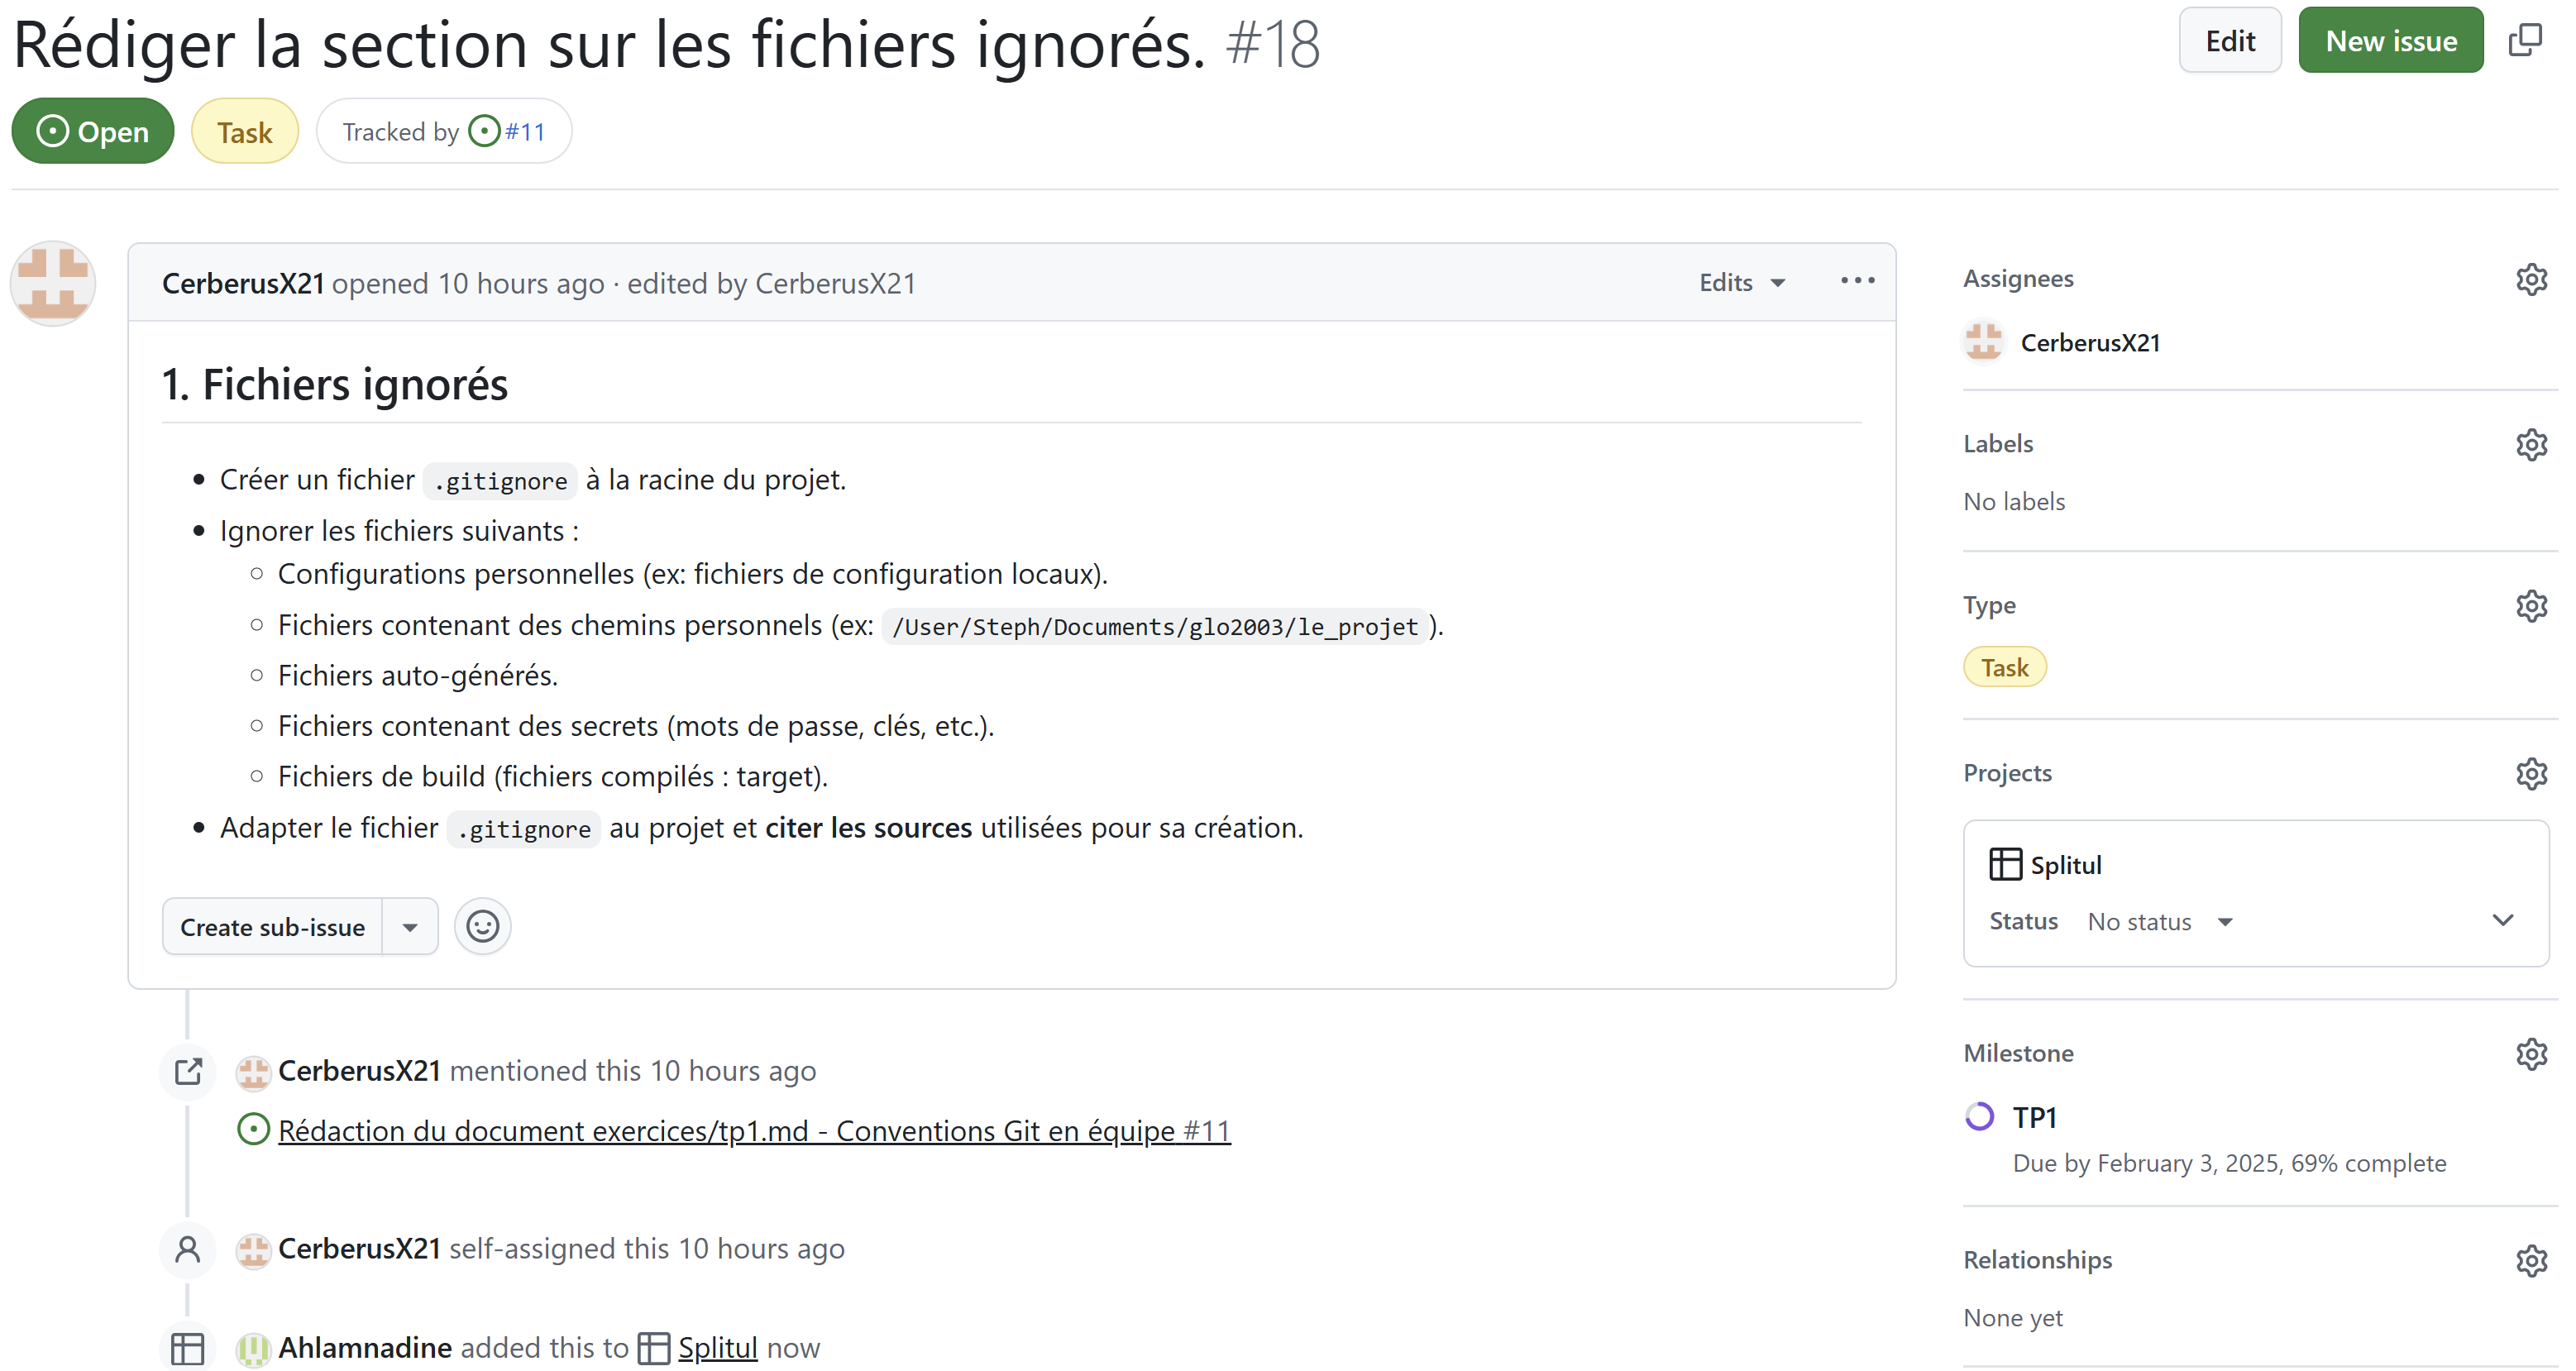 Rédiger la section sur les fichiers ignorés. #18
Edit
New issue
Open
Task
Tracked by #11
CerberusX21 opened 10 hours ago · edited by CerberusX21
Edits
1. Fichiers ignorés
Créer un fichier .gitignore à la racine du projet.
Ignorer les fichiers suivants :
Configurations personnelles (ex: fichiers de configuration locaux).
Fichiers contenant des chemins personnels (ex: /User/Steph/Documents/glo2003/le_projet ).
Fichiers auto-générés.
Fichiers contenant des secrets (mots de passe, clés, etc.).
Fichiers de build (fichiers compilés : target).
Adapter le fichier .gitignore au projet et citer les sources utilisées pour sa création.
Create sub-issue
CerberusX21 mentioned this 10 hours ago
Rédaction du document exercices/tp1.md - Conventions Git en équipe #11
CerberusX21 self-assigned this 10 hours ago
Ahlamnadine added this to Splitul now
Assignees
CerberusX21
Labels
No labels
Type
Task
Projects
Splitul
Status No status
Milestone
TP1
Due by February 3, 2025, 69% complete
Relationships
None yet